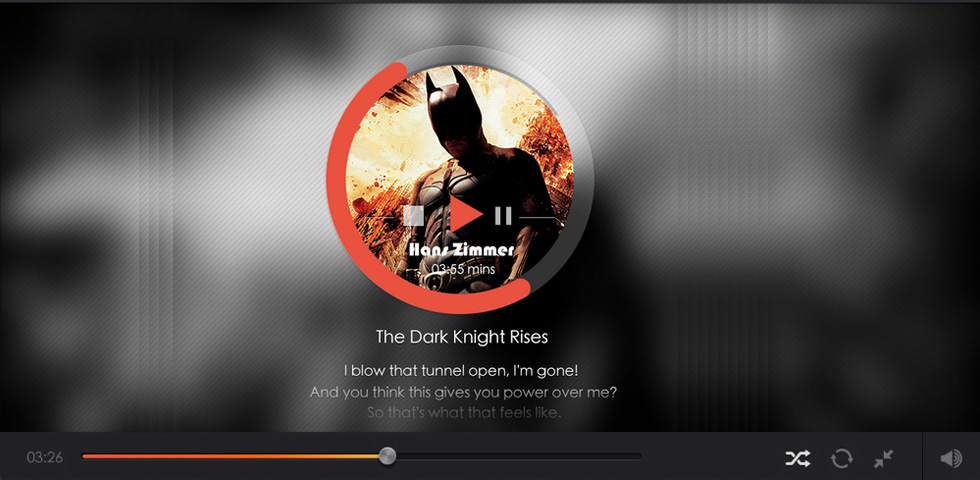 Hans Zimmer
03:55 mins
The Dark Knight Rises
I blow that tunnel open, I'm gone!
And you think this gives you power over me?
So that's what that feels like.
03:26